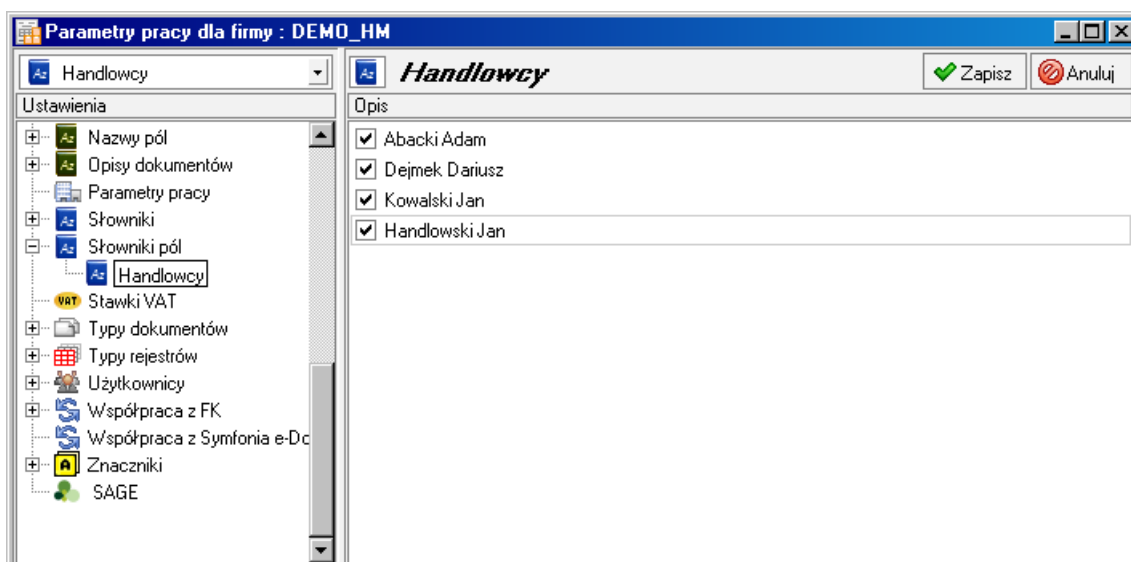 Parametry pracy dla firmy : DEMO_HM
Handlowcy
Handlowcy
Zapisz
Anuluj
Ustawienia
Opis
Nazwy pól
Opisy dokumentów
Parametry pracy
Słowniki
Słowniki pól
Handlowcy
Stawki VAT
Typy dokumentów
Typy rejestrów
Użytkownicy
Współpraca z FK
Współpraca z Symfonia e-Do
Znaczniki
SAGE
Abacki Adam
Dejmek Dariusz
Kowalski Jan
Handlowski Jan